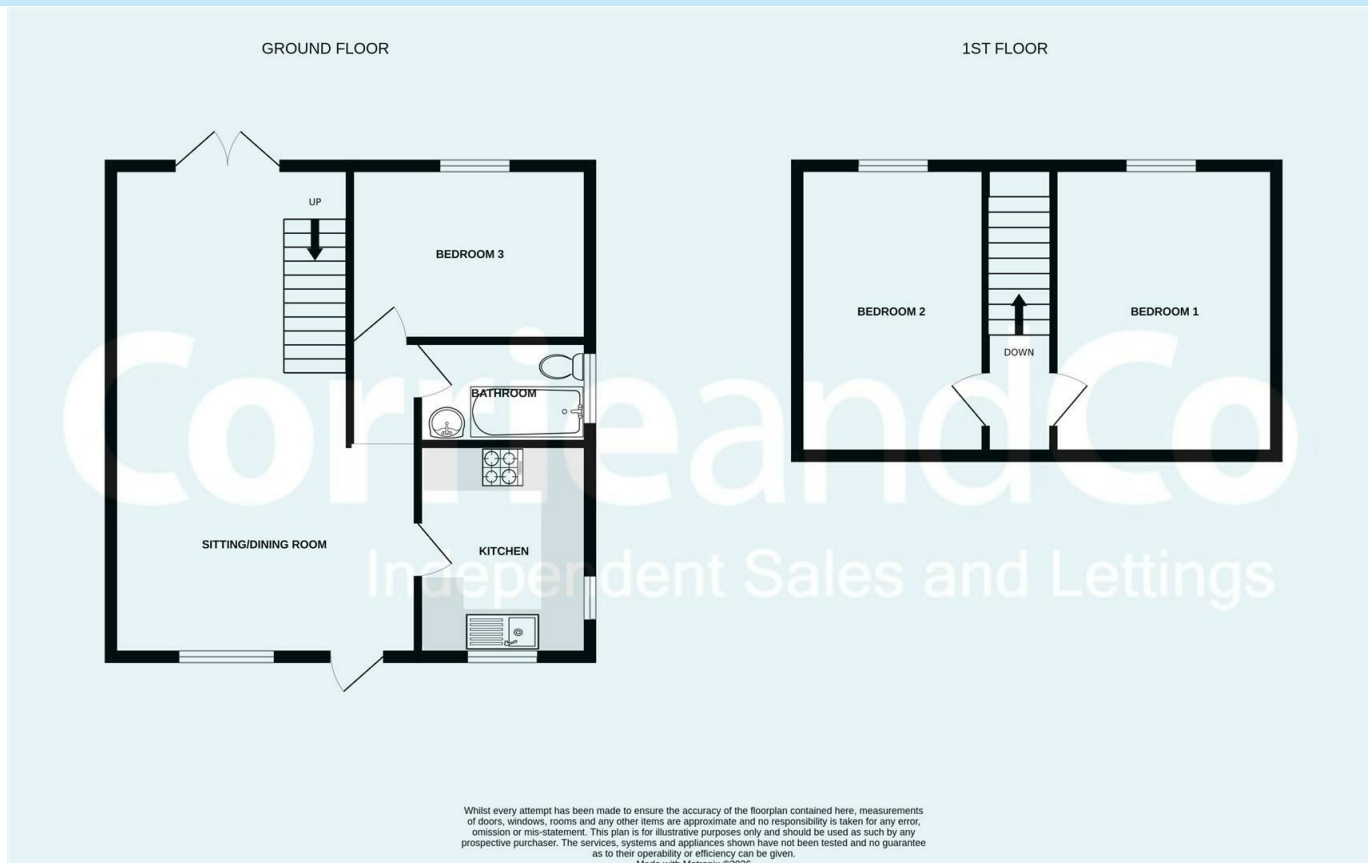 GROUND FLOOR
1ST FLOOR
UP
BEDROOM 3
BEDROOM 2
BEDROOM 1
DOWN
BATHROOM
CorrieandCo
SITTING/DINING ROOM
KITCHEN
Independent Sales and Lettings
Whilst every attempt has been made to ensure the accuracy of the floorplan contained here, measurements
of doors, windows, rooms and any other items are approximate and no responsibility is taken for any error,
omission or mis-statement. This plan is for illustrative purposes only and should be used as such by any
prospective purchaser. The services, systems and appliances shown have not been tested and no guarantee
as to their operability or efficiency can be given.
Made with Metropix ©2026